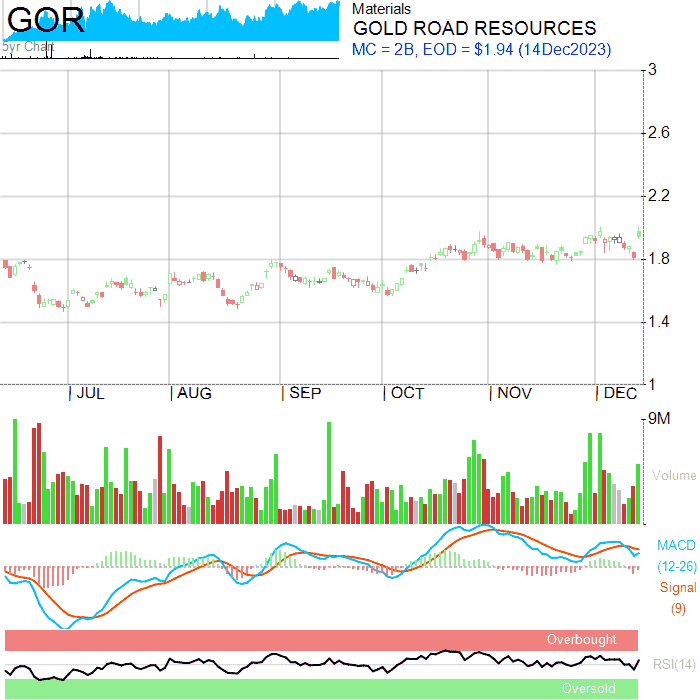 GOR
5yr Chart
Materials
GOLD ROAD RESOURCES
MC = 2B, EOD = $1.94 (14Dec2023)
3
2.6
2.2
1.8
1.4
1
JUL AUG SEP OCT NOV DEC
9M
Volume
MACD
(12-26)
Signal
(9)
Overbought
RSI(14)
Oversold